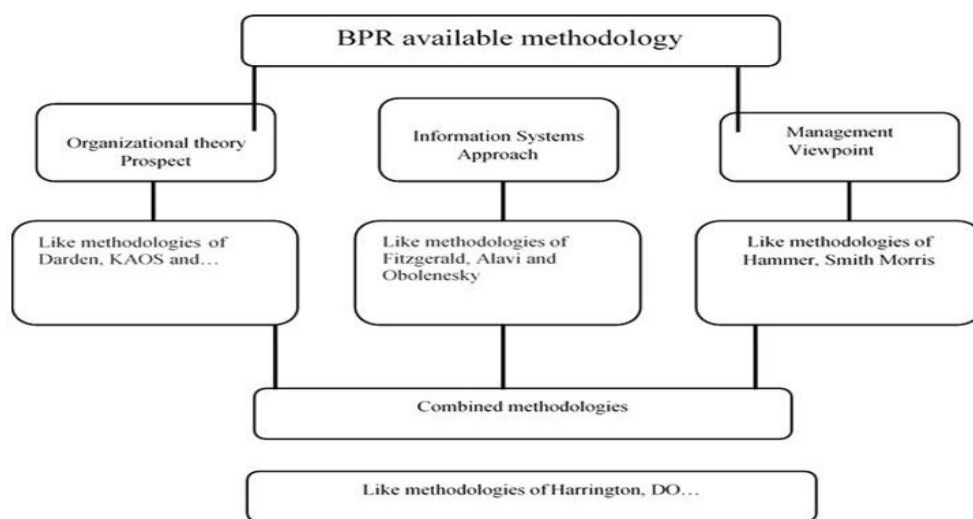 BPR available methodology
Organizational theory
Prospect
Information Systems
Approach
Management
Viewpoint
Like methodologies of
Darden, KAOS and…
Like methodologies of
Fitzgerald, Alavi and
Obolenesky
Like methodologies of
Hammer, Smith Morris
Combined methodologies
Like methodologies of Harrington, DO…